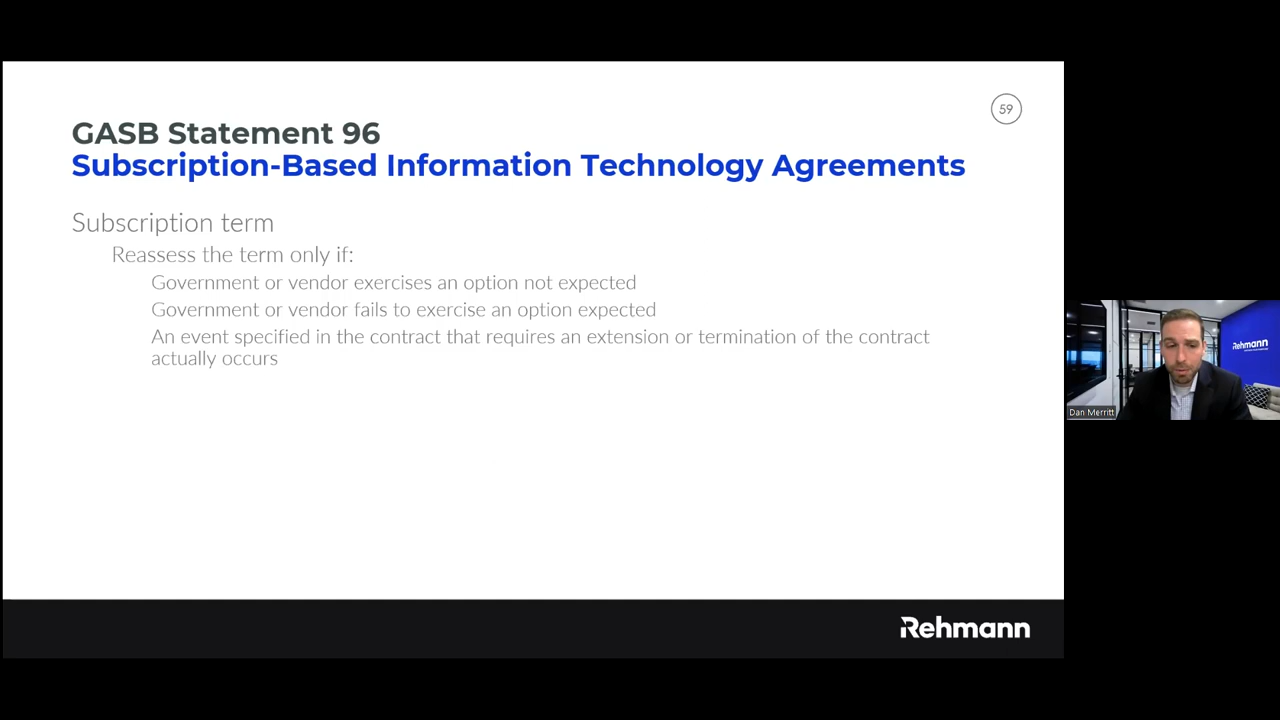 59
GASB Statement 96
Subscription-Based Information Technology Agreements
Subscription term
Reassess the term only if:
Government or vendor exercises an option not expected
Government or vendor fails to exercise an option expected
An event specified in the contract that requires an extension or termination of the contract
actually occurs
Rehmann
Dan Merritt
Rehmann